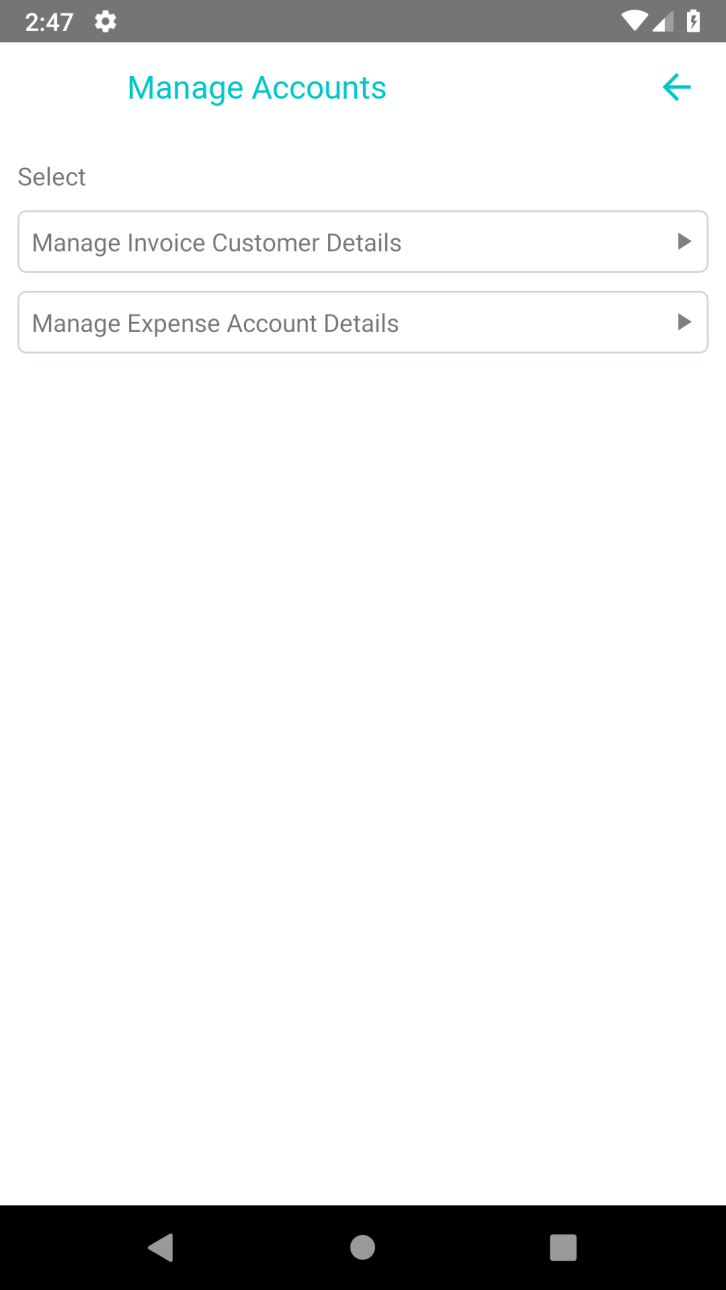 2:47
Manage Accounts
Select
Manage Invoice Customer Details
Manage Expense Account Details